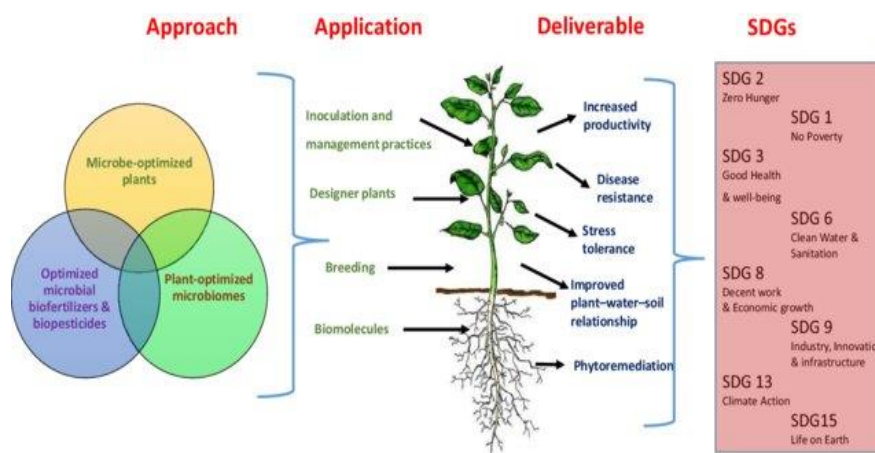 Approach
Application
Deliverable
SDGs
Microbe-optimized
plants
Optimized
microbial
biofertilizers &
biopesticides
Plant-optimized
microbiomes
Inoculation and
management practices
Designer plants
Breeding
Biomolecules
Increased
productivity
Disease
resistance
Stress
tolerance
Improved
plant–water–soil
relationship
Phytoremediation
SDG 2
Zero Hunger
SDG 1
No Poverty
SDG 3
Good Health
& well-being
SDG 6
Clean Water &
Sanitation
SDG 8
Decent work
& Economic growth
SDG 9
Industry, Innovatio
& infrastructure
SDG 13
Climate Action
SDG15
Life on Earth